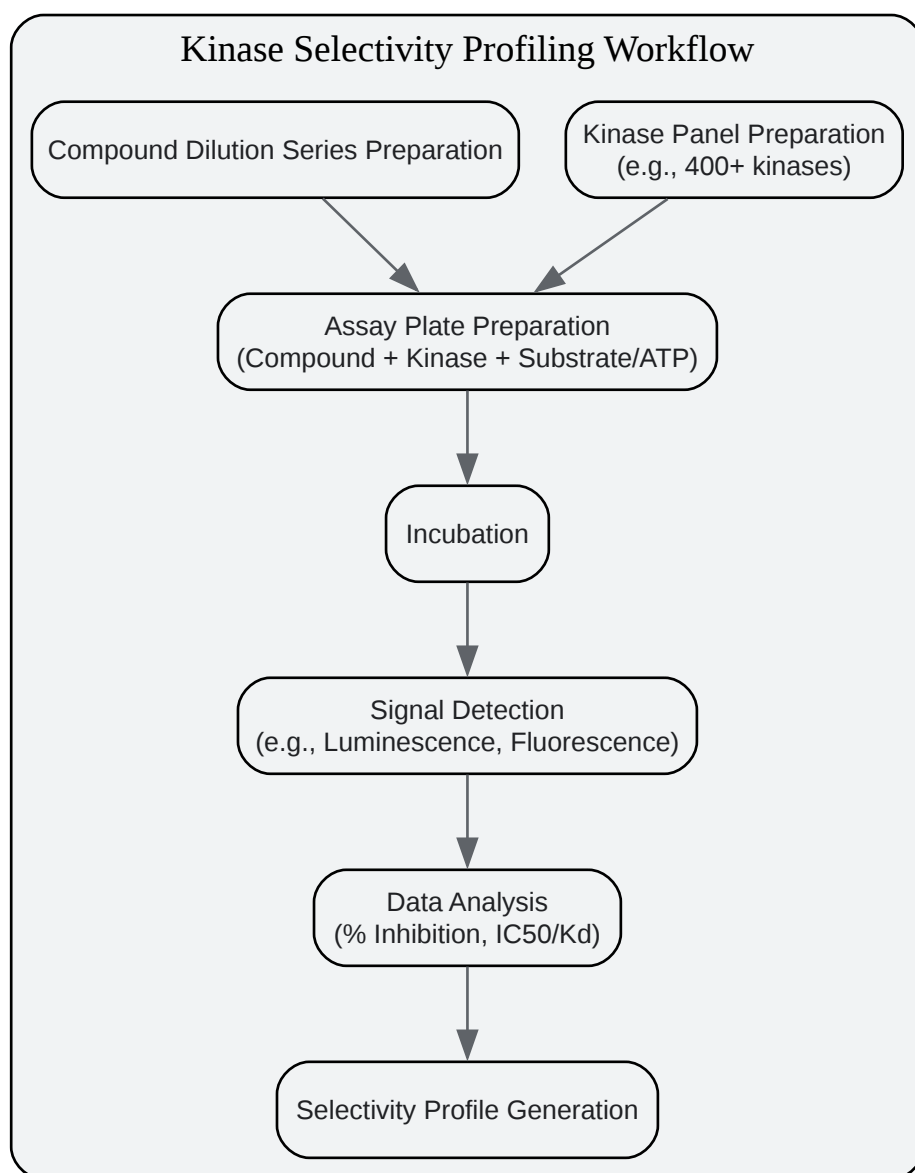 Kinase Selectivity Profiling Workflow
Compound Dilution Series Preparation
Kinase Panel Preparation
(e.g., 400+ kinases)
Assay Plate Preparation
(Compound + Kinase + Substrate/ATP)
Incubation
Signal Detection
(e.g., Luminescence, Fluorescence)
Data Analysis
(% Inhibition, IC50/Kd)
Selectivity Profile Generation